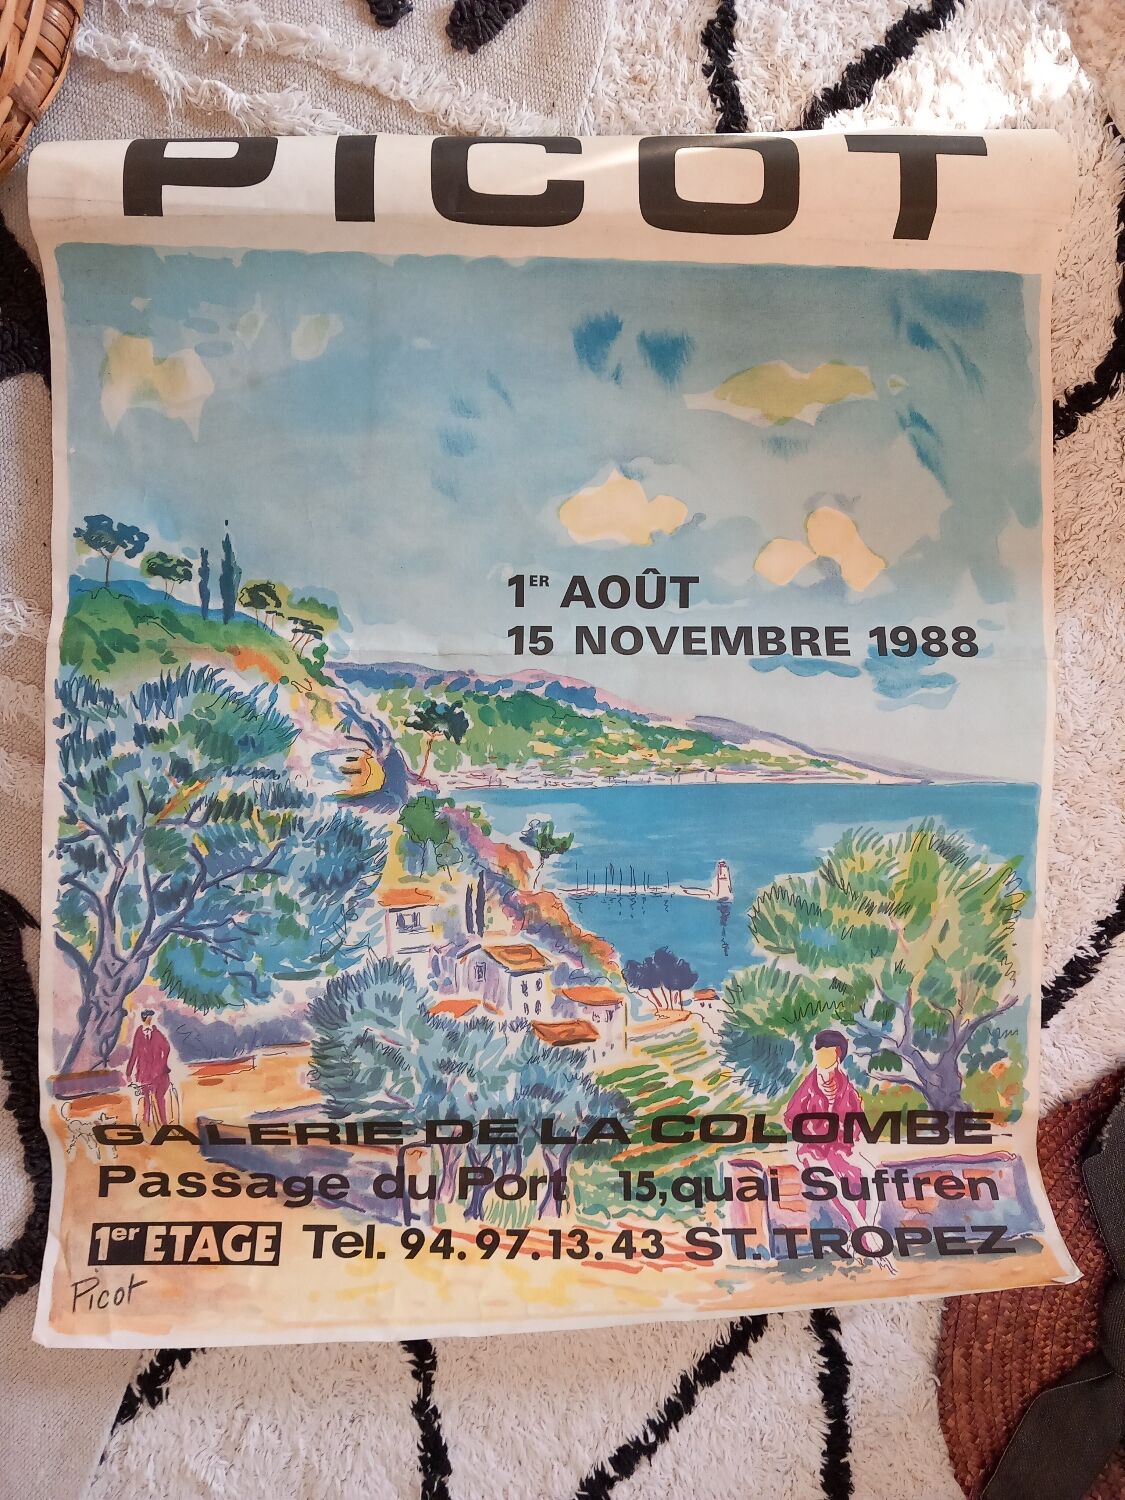 PICOT
1ER AOÛT
15 NOVEMBRE 1988
GALERIE DE LA COLOMBE
Passage du Port 15, quai Suffren
1er ETAGE Tel. 94.97.13.43 ST. TROPEZ
Picot